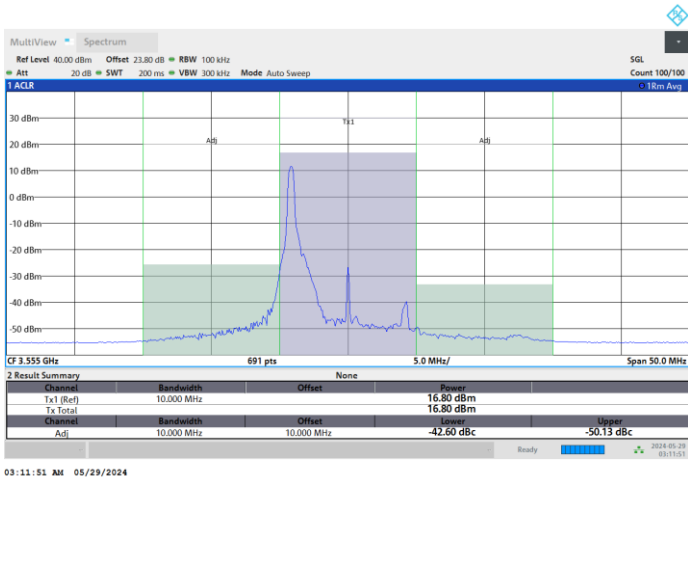 MultiView Spectrum
Ref Level 40.00 dBm Offset 23.80 dB RBW 100 kHz SGL
Att 20 dB SWT 200 ms VBW 300 kHz Mode Auto Sweep Count 100/100
1 ACLR 1Rm Avg
30 dBm
Tx1
20 dBm
Adj Adj
10 dBm
0 dBm
-10 dBm
-20 dBm
-30 dBm
-40 dBm
-50 dBm
CF 3.555 GHz 691 pts 5.0 MHz/ Span 50.0 MHz
2 Result Summary None
Channel Bandwidth Offset Power
Tx1 (Ref) 10.000 MHz 16.80 dBm
Tx Total 16.80 dBm
Channel Bandwidth Offset Lower Upper
Adj 10.000 MHz 10.000 MHz -42.60 dBc -50.13 dBc
Ready 2024-05-29
03:11:51
03:11:51 AM 05/29/2024